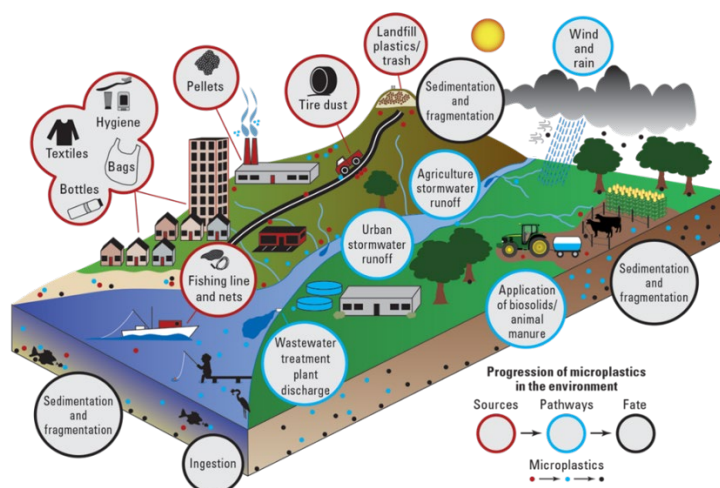 Landfill
plastics/
trash
Wind
and
rain
Pellets
Tire dust
Sedimentation
and
fragmentation
Hygiene
Textiles
Bags
Bottles
Agriculture
stormwater
runoff
Urban
stormwater
runoff
Fishing line
and nets
Sedimentation
and
fragmentation
Application
of biosolids/
animal
manure
Wastewater
treatment
plant
discharge
Sedimentation
and
fragmentation
Ingestion
Progression of microplastics
in the environment
Sources
Pathways
Fate
Microplastics